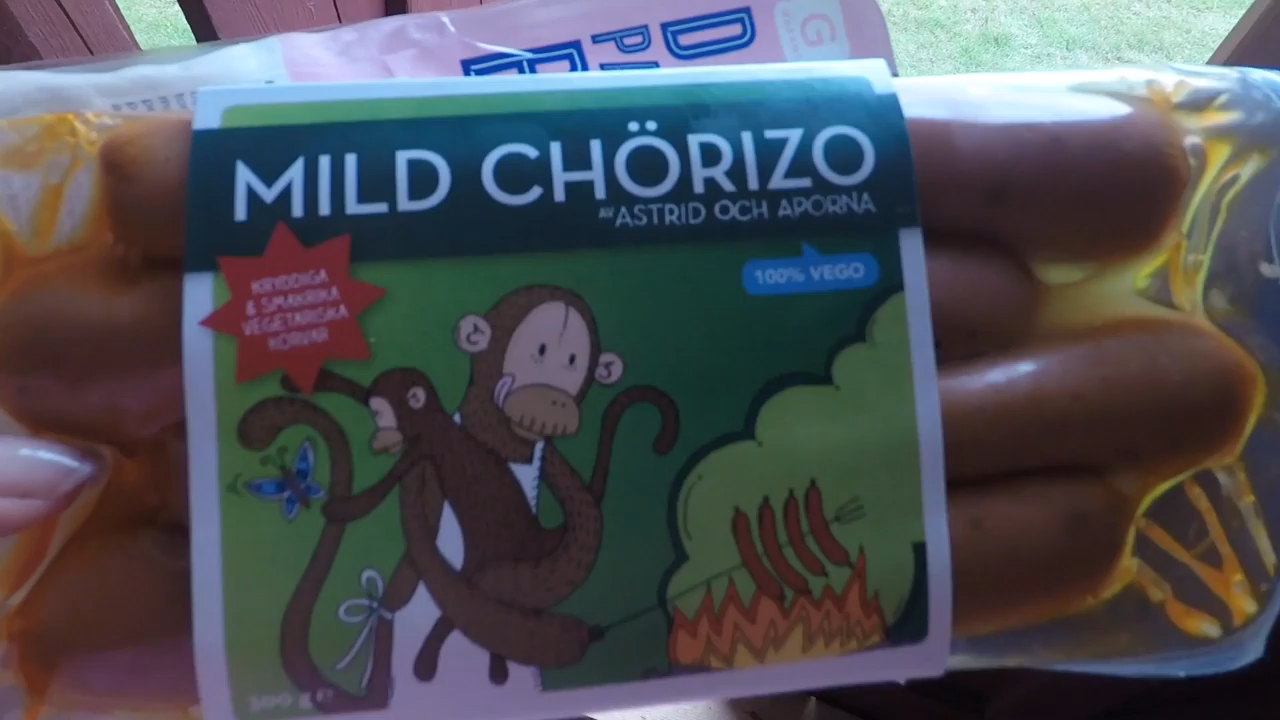 G
MILD CHÖRIZO
AV ASTRID OCH APORNA
100% VEGO
KRYDDIGA
& SMAKRIKA
VEGETARISKA
KORVAR